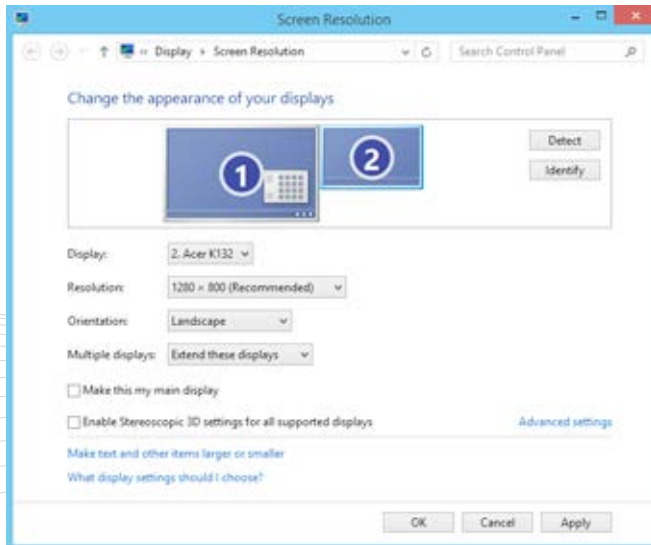 Screen Resolution
« Display › Screen Resolution
Search Control Panel
Change the appearance of your displays
1
2
Detect
Identify
Display: 2. Acer K132
Resolution: 1280 × 800 (Recommended)
Orientation: Landscape
Multiple displays: Extend these displays
Make this my main display
Enable Stereoscopic 3D settings for all supported displays
Advanced settings
Make text and other items larger or smaller
What display settings should I choose?
OK Cancel Apply